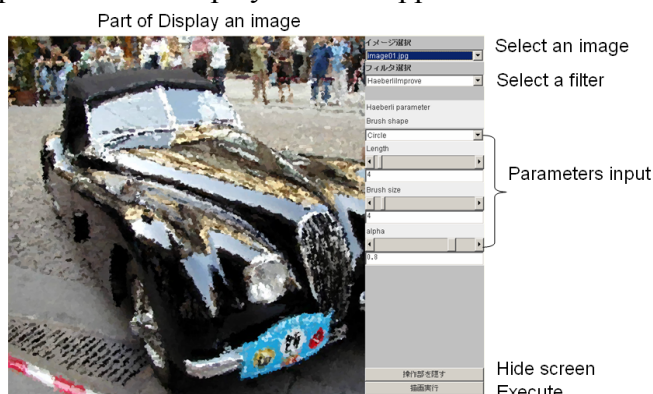 Part of Display an image
イメージ選択
image01.jpg
フィルタ選択
HaeberliImprove
Haeberli parameter
Brush shape
Circle
Length
4
Brush size
4
alpha
0.8
操作部を隠す
描画実行
Select an image
Select a filter
Parameters input
Hide screen
Execute